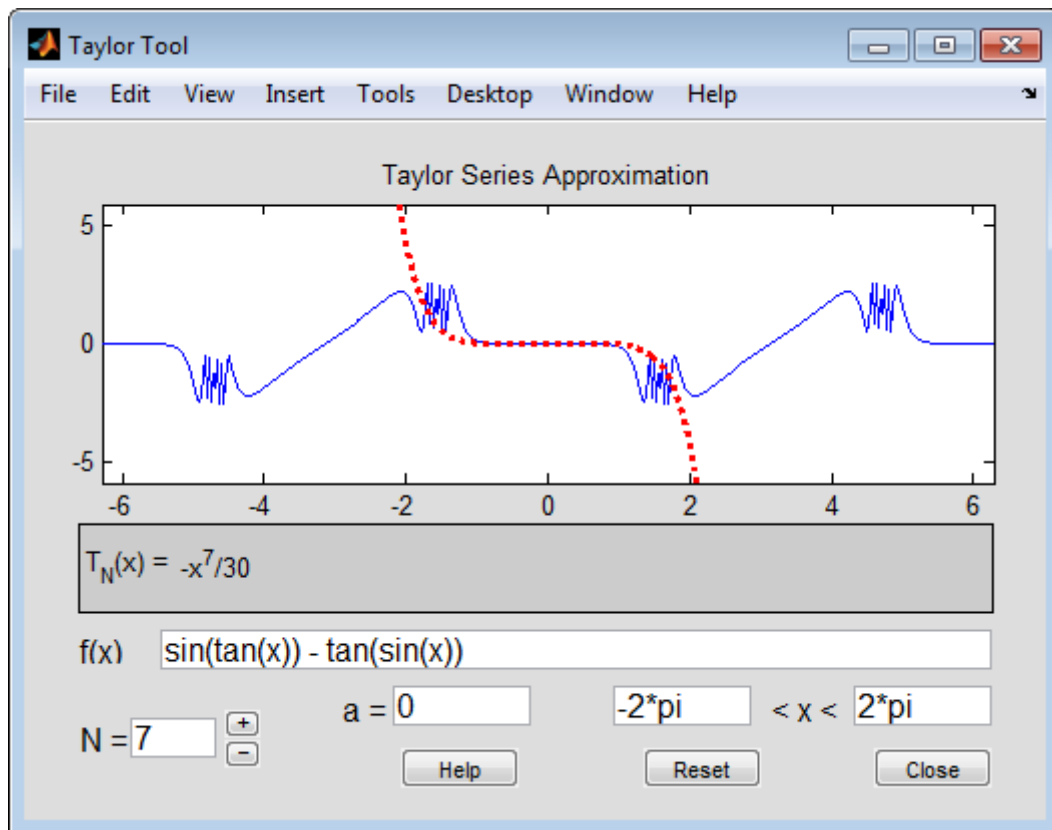 Taylor Tool
File Edit View Insert Tools Desktop Window Help
Taylor Series Approximation
5
0
-5
-6 -4 -2 0 2 4 6
T_N(x) = -x^7/30
f(x) sin(tan(x)) - tan(sin(x))
N = 7 + - a = 0 -2*pi < x < 2*pi
Help Reset Close